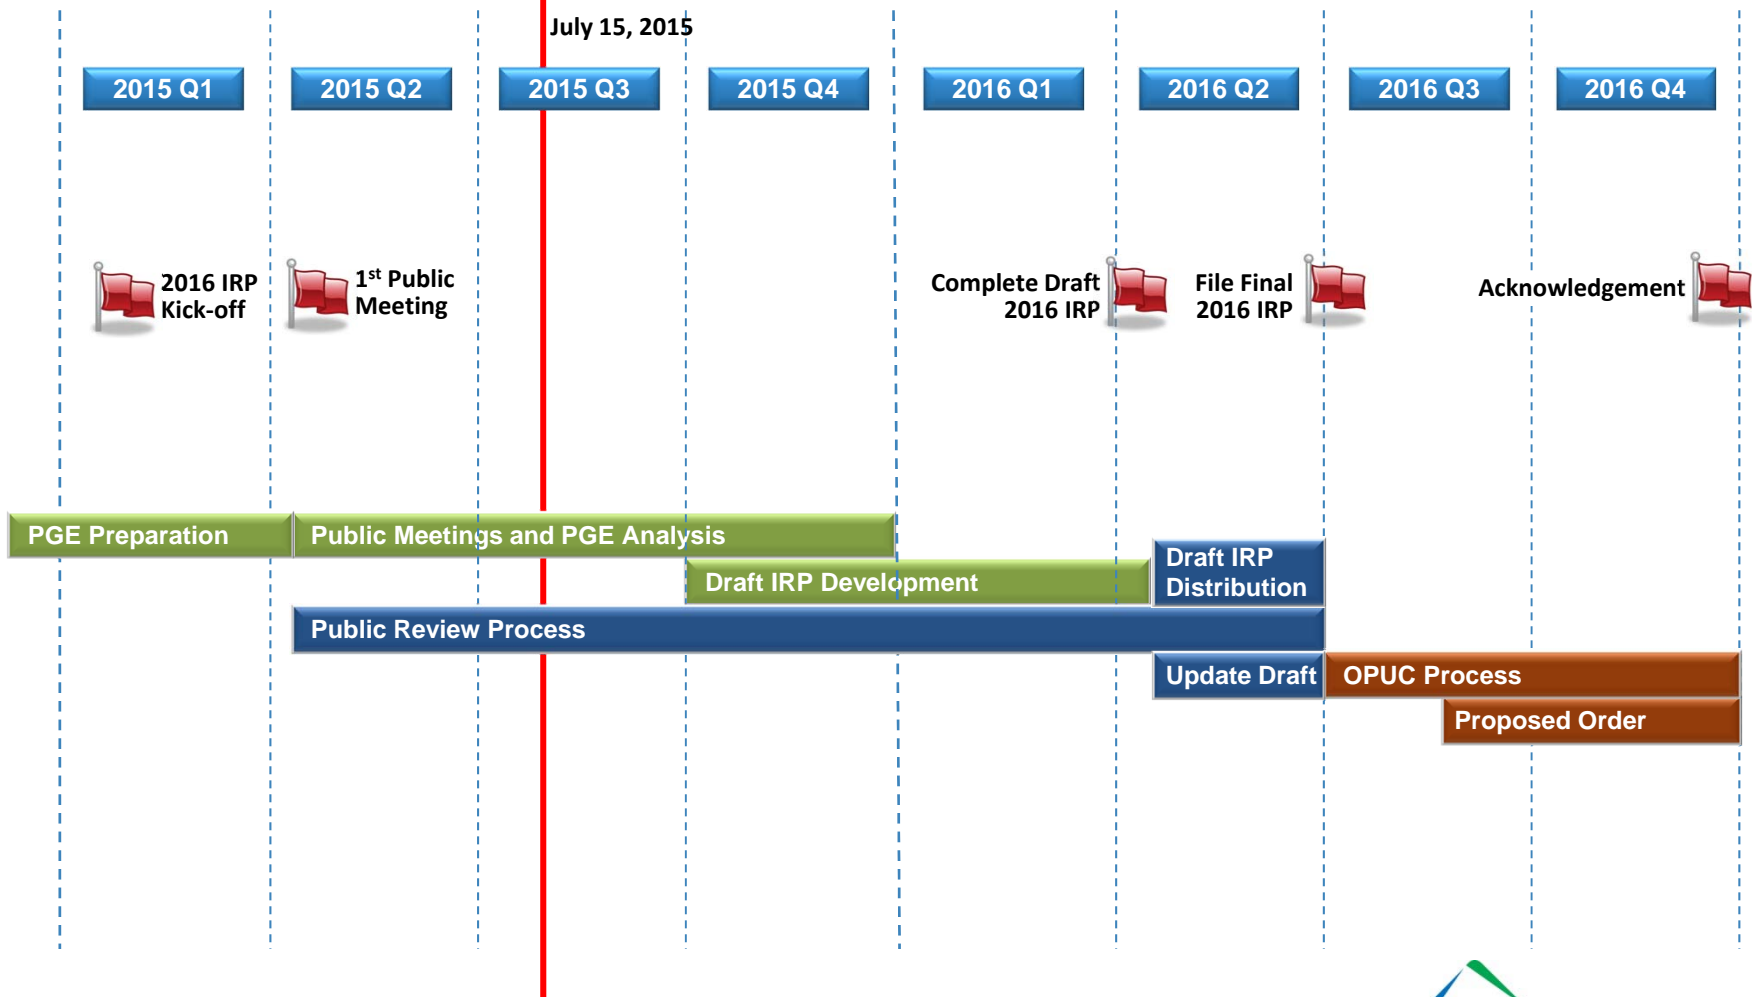 July 15, 2015
2015 Q1
2015 Q2
2015 Q3
2015 Q4
2016 Q1
2016 Q2
2016 Q3
2016 Q4
2016 IRP
Kick-off
1st Public
Meeting
Complete Draft
2016 IRP
File Final
2016 IRP
Acknowledgement
PGE Preparation
Public Meetings and PGE Analysis
Draft IRP Development
Draft IRP
Distribution
Public Review Process
Update Draft
OPUC Process
Proposed Order